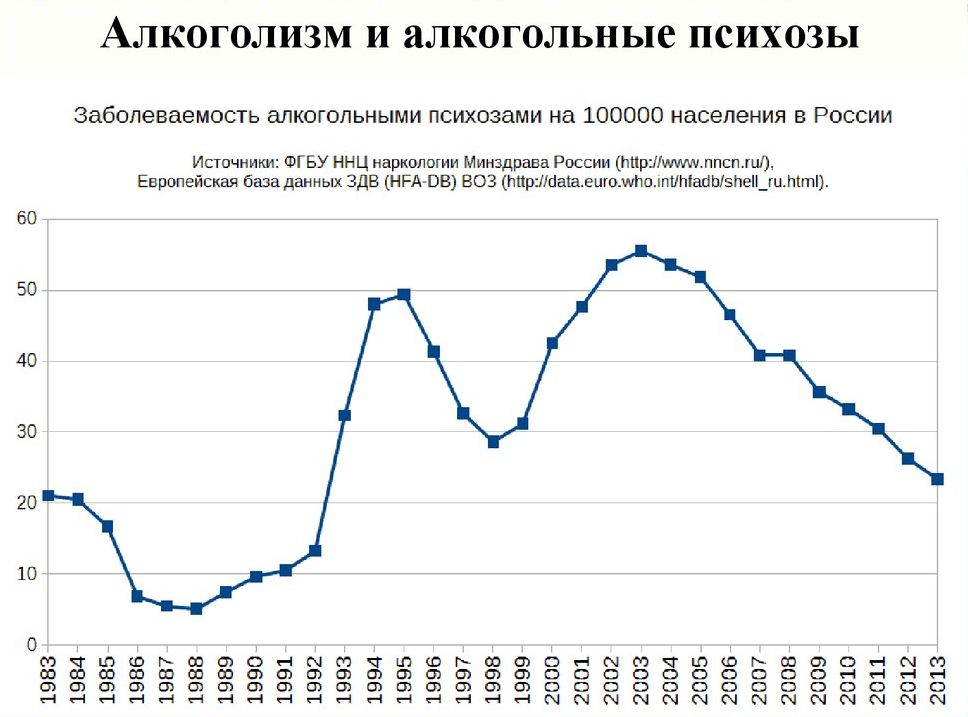 Алкоголизм и алкогольные психозы
Заболеваемость алкогольными психозами на 100000 населения в России
Источники: ФГБУ ННЦ наркологии Минздрава России (http://www.nncn.ru/),
Европейская база данных ЗДВ (HFA-DB) ВОЗ (http://data.euro.who.int/hfadb/shell_ru.html).
60
50
40
30
20
10
0
1983 1984 1985 1986 1987 1988 1989 1990 1991 1992 1993 1994 1995 1996 1997 1998 1999 2000 2001 2002 2003 2004 2005 2006 2007 2008 2009 2010 2011 2012 2013